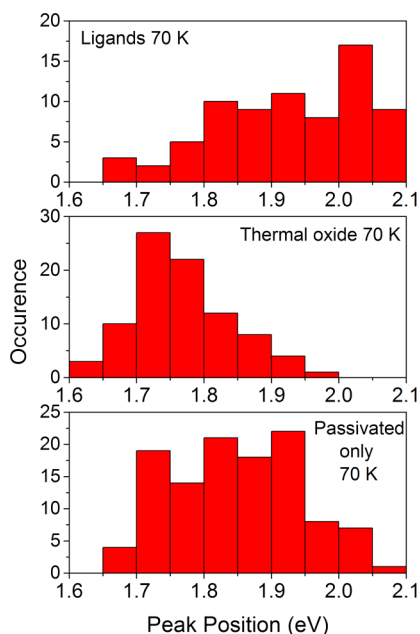 20
Ligands 70 K
15
10
5
0
1.6 1.7 1.8 1.9 2.0 2.1
30
Thermal oxide 70 K
20
10
0
1.6 1.7 1.8 1.9 2.0 2.1
Occurence
25
Passivated
only
70 K
20
15
10
5
0
1.6 1.7 1.8 1.9 2.0 2.1
Peak Position (eV)